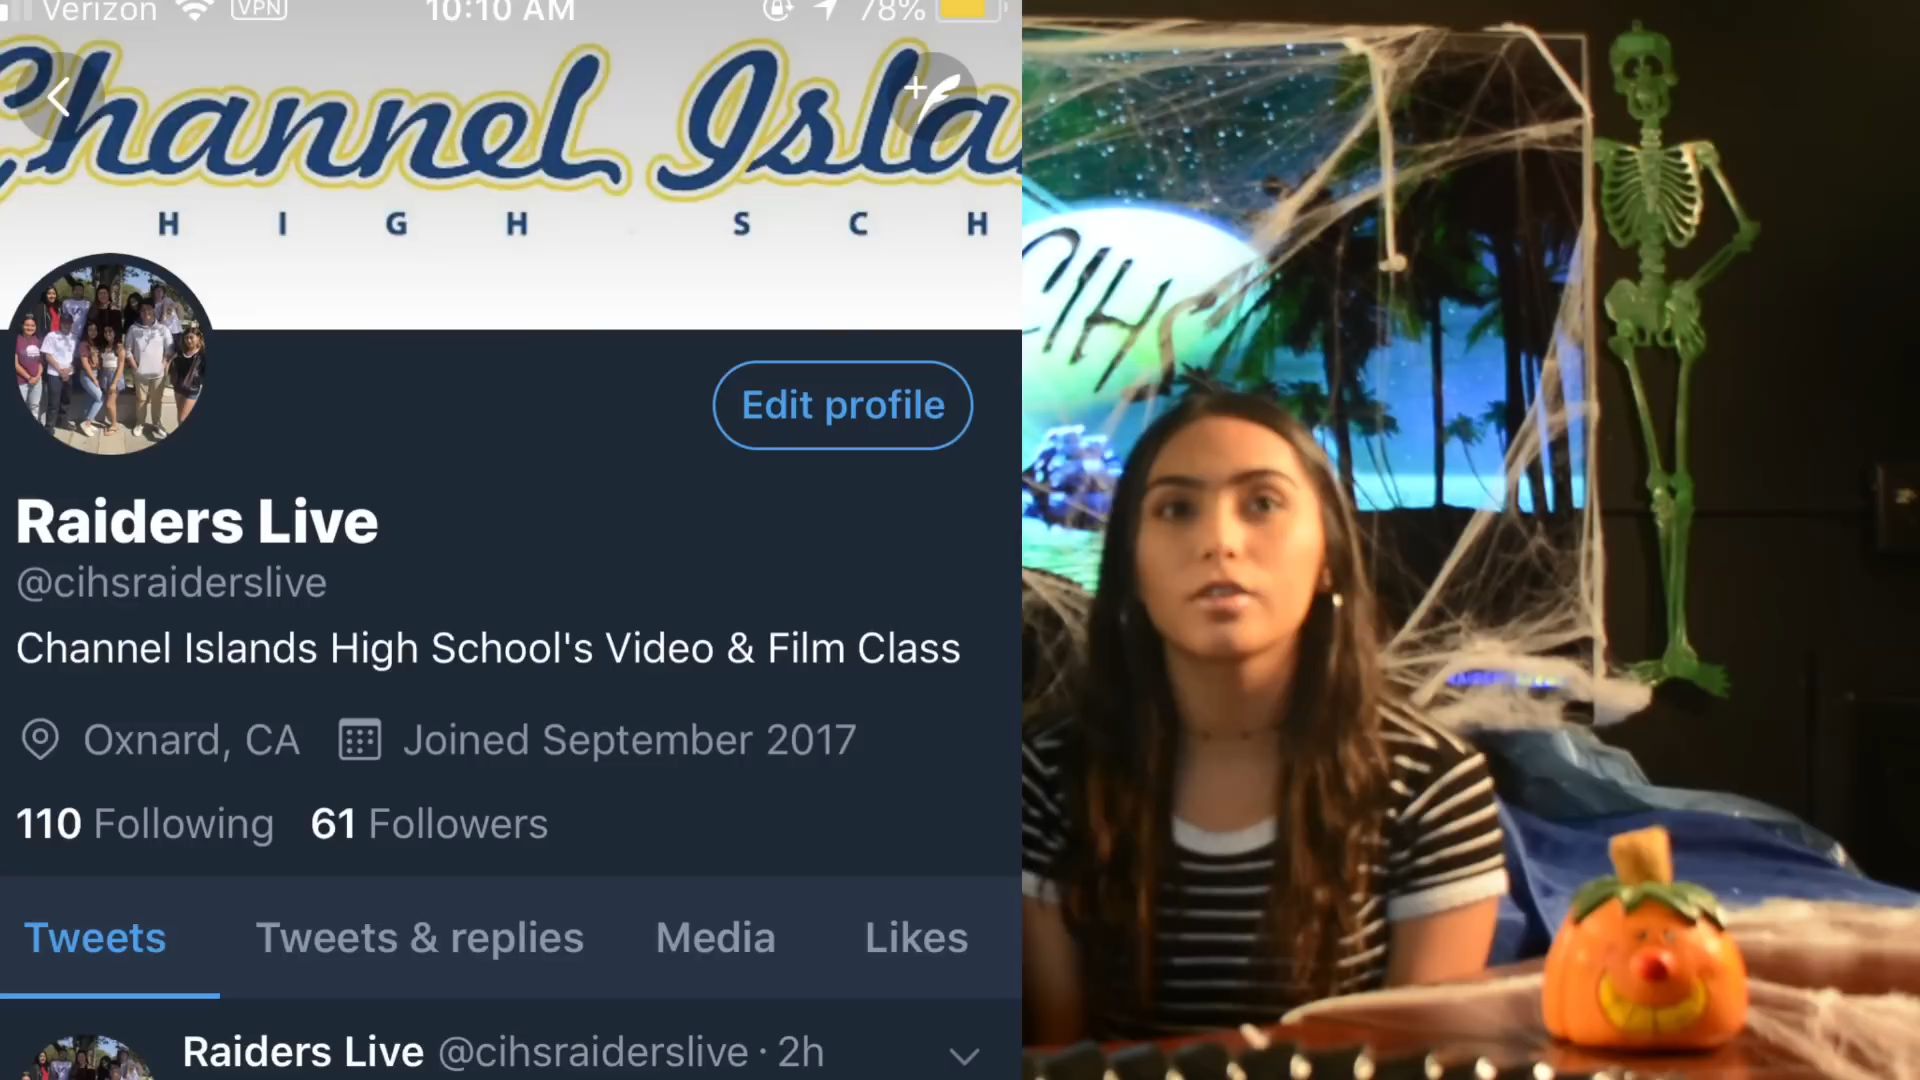 Verizon VPN 10:10 AM 78%
Channel Isla
HIGH SCH
Edit profile
Raiders Live
@cihsraiderslive
Channel Islands High School's Video & Film Class
Oxnard, CA Joined September 2017
110 Following 61 Followers
Tweets Tweets & replies Media Likes
Raiders Live @cihsraiderslive · 2h
CIHS